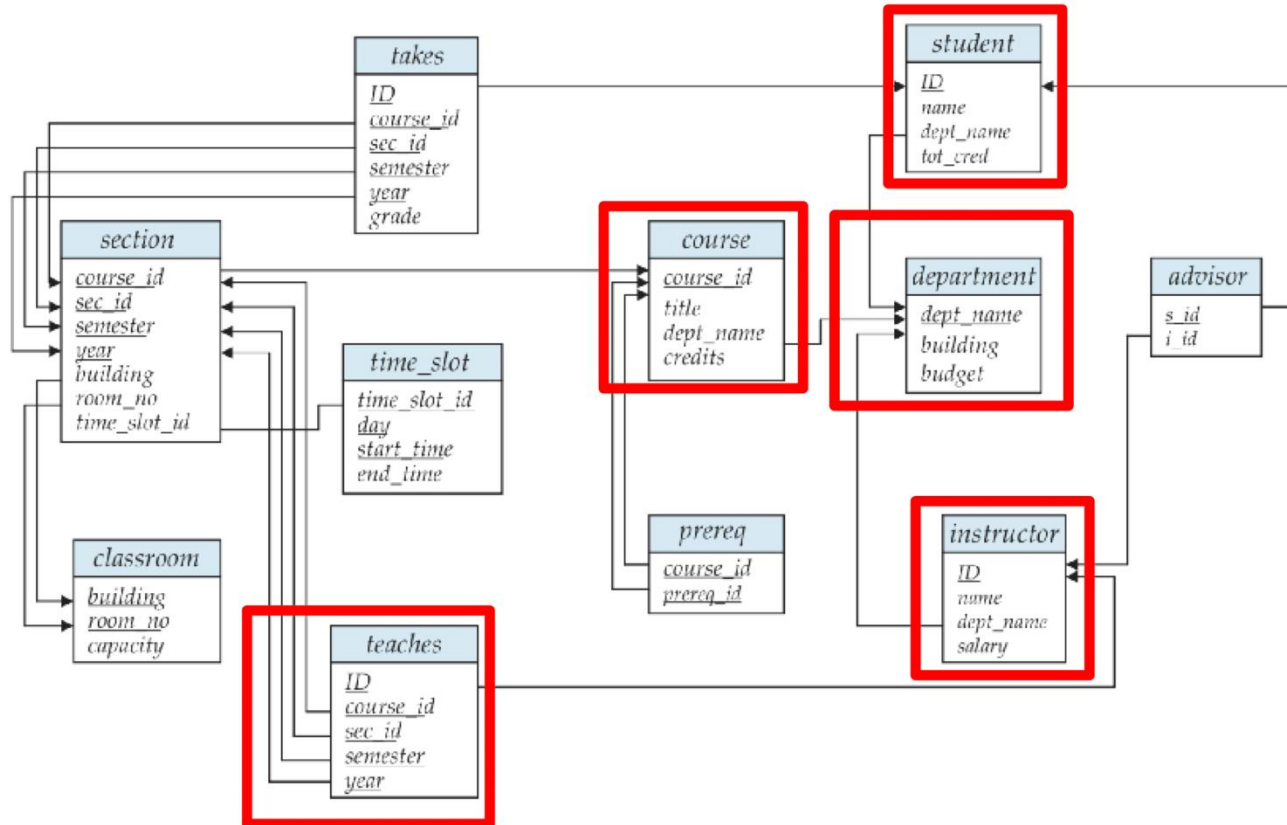 takes
ID
course_id
sec_id
semester
year
grade
student
ID
name
dept_name
tot_cred
section
course_id
sec_id
semester
year
building
room_no
time_slot_id
time_slot
time_slot_id
day
start_time
end_time
course
course_id
title
dept_name
credits
department
dept_name
building
budget
advisor
s_id
i_id
classroom
building
room_no
capacity
prereq
course_id
prereq_id
instructor
ID
name
dept_name
salary
teaches
ID
course_id
sec_id
semester
year